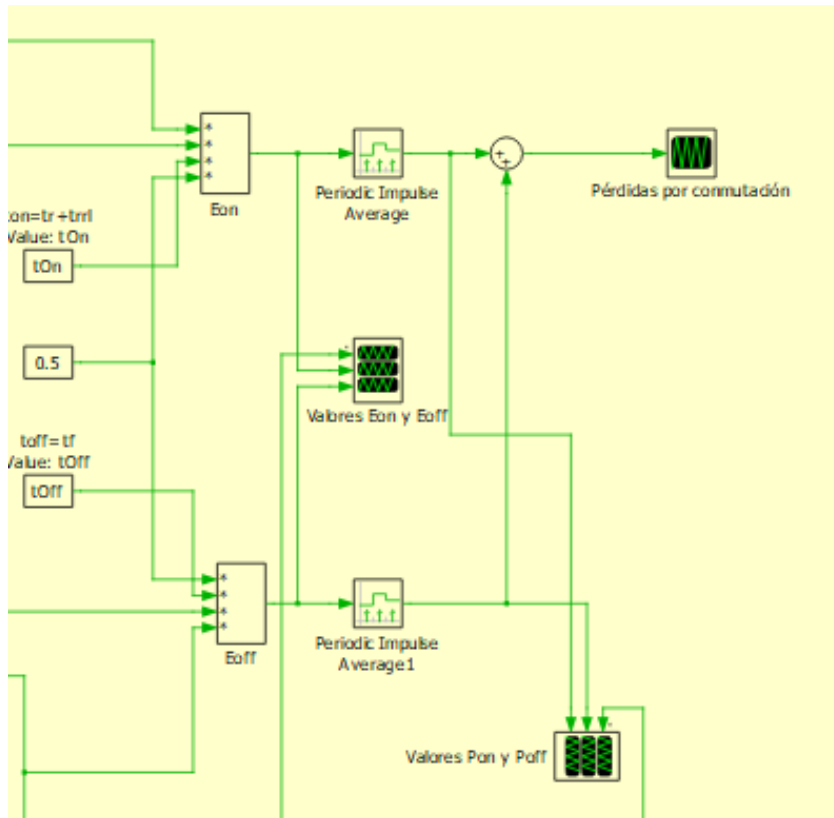 Eon
Periodic Impulse
Average
Pérdidas por conmutación
ton=tr+trrl
Value: tOn
tOn
0.5
Valores Eon y Eoff
toff=tf
Value: tOff
tOff
Eoff
Periodic Impulse
Average1
Valores Pon y Poff